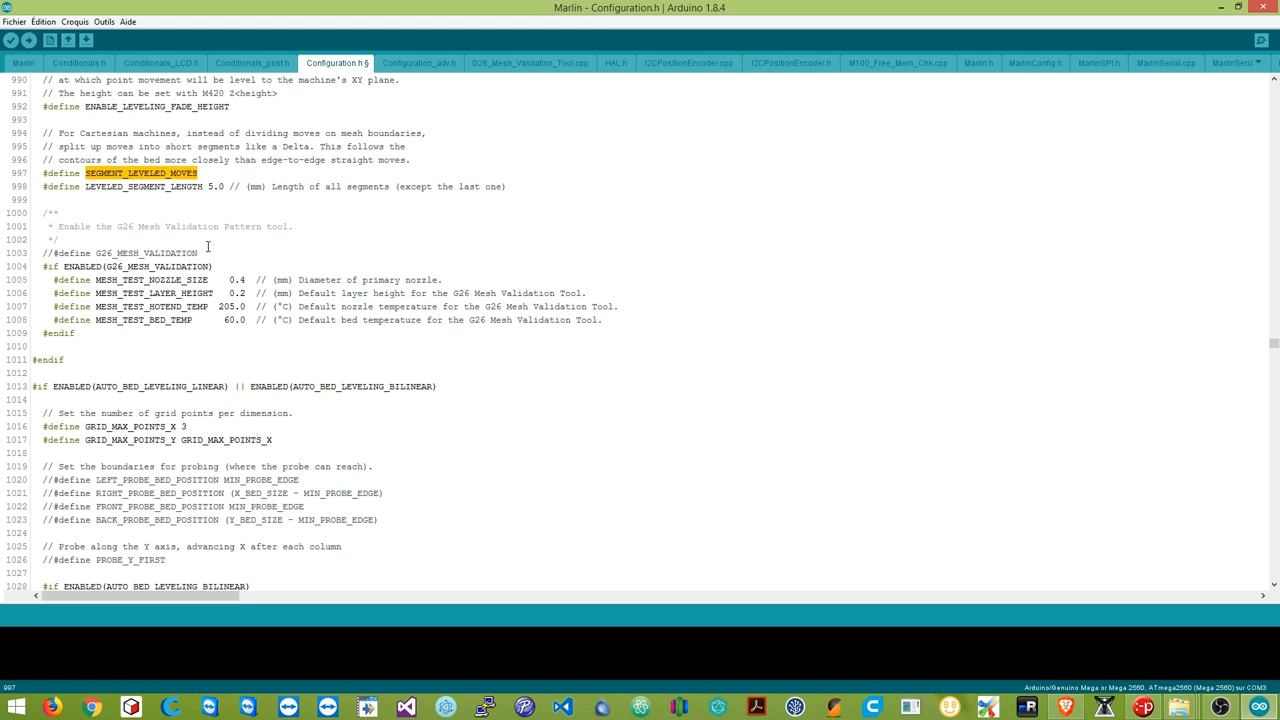 Marlin - Configuration.h | Arduino 1.8.4
Fichier Édition Croquis Outils Aide
Marlin Conditionals.h Conditionals_LCD.h Conditionals_post.h Configuration.h § Configuration_adv.h G26_Mesh_Validation_Tool.cpp HAL.h I2CPositionEncoder.cpp I2CPositionEncoder.h M100_Free_Mem_Chk.cpp Marlin.h MarlinConfig.h MarlinSPI.h MarlinSerial.cpp MarlinSeria
990 // at which point movement will be level to the machine's XY plane.
991 // The height can be set with M420 Z<height>
992 #define ENABLE_LEVELING_FADE_HEIGHT
993
994 // For Cartesian machines, instead of dividing moves on mesh boundaries,
995 // split up moves into short segments like a Delta. This follows the
996 // contours of the bed more closely than edge-to-edge straight moves.
997 #define SEGMENT_LEVELED_MOVES
998 #define LEVELED_SEGMENT_LENGTH 5.0 // (mm) Length of all segments (except the last one)
999
1000 /**
1001 * Enable the G26 Mesh Validation Pattern tool.
1002 */
1003 //#define G26_MESH_VALIDATION
1004 #if ENABLED(G26_MESH_VALIDATION)
1005 #define MESH_TEST_NOZZLE_SIZE 0.4 // (mm) Diameter of primary nozzle.
1006 #define MESH_TEST_LAYER_HEIGHT 0.2 // (mm) Default layer height for the G26 Mesh Validation Tool.
1007 #define MESH_TEST_HOTEND_TEMP 205.0 // (°C) Default nozzle temperature for the G26 Mesh Validation Tool.
1008 #define MESH_TEST_BED_TEMP 60.0 // (°C) Default bed temperature for the G26 Mesh Validation Tool.
1009 #endif
1010
1011 #endif
1012
1013 #if ENABLED(AUTO_BED_LEVELING_LINEAR) || ENABLED(AUTO_BED_LEVELING_BILINEAR)
1014
1015 // Set the number of grid points per dimension.
1016 #define GRID_MAX_POINTS_X 3
1017 #define GRID_MAX_POINTS_Y GRID_MAX_POINTS_X
1018
1019 // Set the boundaries for probing (where the probe can reach).
1020 //#define LEFT_PROBE_BED_POSITION MIN_PROBE_EDGE
1021 //#define RIGHT_PROBE_BED_POSITION (X_BED_SIZE - MIN_PROBE_EDGE)
1022 //#define FRONT_PROBE_BED_POSITION MIN_PROBE_EDGE
1023 //#define BACK_PROBE_BED_POSITION (Y_BED_SIZE - MIN_PROBE_EDGE)
1024
1025 // Probe along the Y axis, advancing X after each column
1026 //#define PROBE_Y_FIRST
1027
1028 #if ENABLED(AUTO_BED_LEVELING_BILINEAR)
997 Arduino/Genuino Mega or Mega 2560, ATmega2560 (Mega 2560) sur COM3